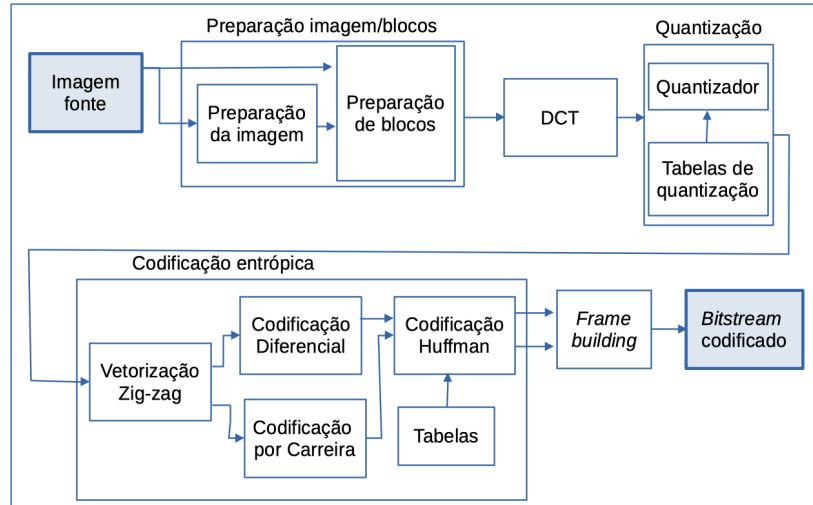 Preparação imagem/blocos
Quantização
Imagem
fonte
Preparação
da imagem
Preparação
de blocos
DCT
Quantizador
Tabelas de
quantização
Codificação entrópica
Vetorização
Zig-zag
Codificação
Diferencial
Codificação
por Carreira
Codificação
Huffman
Tabelas
Frame
building
Bitstream
codificado